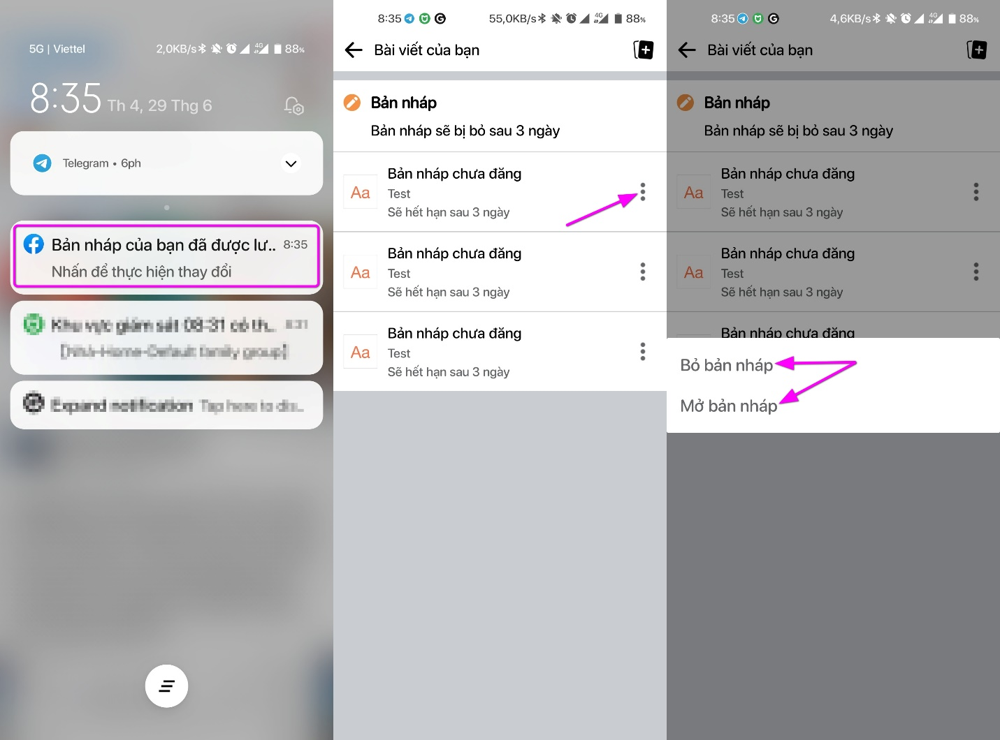 5G | Viettel
2,0KB/s
4G
88%
8:35
Th 4, 29 Thg 6
Telegram • 6ph
Bản nháp của bạn đã được lư.. 8:35
Nhấn để thực hiện thay đổi
Khu vực giám sát 08:31 có th... 8:31
[Nhà-Home-Default family group]
Expand notification Tap here to dis...
8:35
55,0KB/s
4G
88%
Bài viết của bạn
Bản nháp
Bản nháp sẽ bị bỏ sau 3 ngày
Aa
Bản nháp chưa đăng
Test
Sẽ hết hạn sau 3 ngày
Aa
Bản nháp chưa đăng
Test
Sẽ hết hạn sau 3 ngày
Aa
Bản nháp chưa đăng
Test
Sẽ hết hạn sau 3 ngày
8:35
4,6KB/s
4G
88%
Bài viết của bạn
Bản nháp
Bản nháp sẽ bị bỏ sau 3 ngày
Aa
Bản nháp chưa đăng
Test
Sẽ hết hạn sau 3 ngày
Aa
Bản nháp chưa đăng
Test
Sẽ hết hạn sau 3 ngày
Bản nháp chưa đăng
Bỏ bản nháp
Mở bản nháp